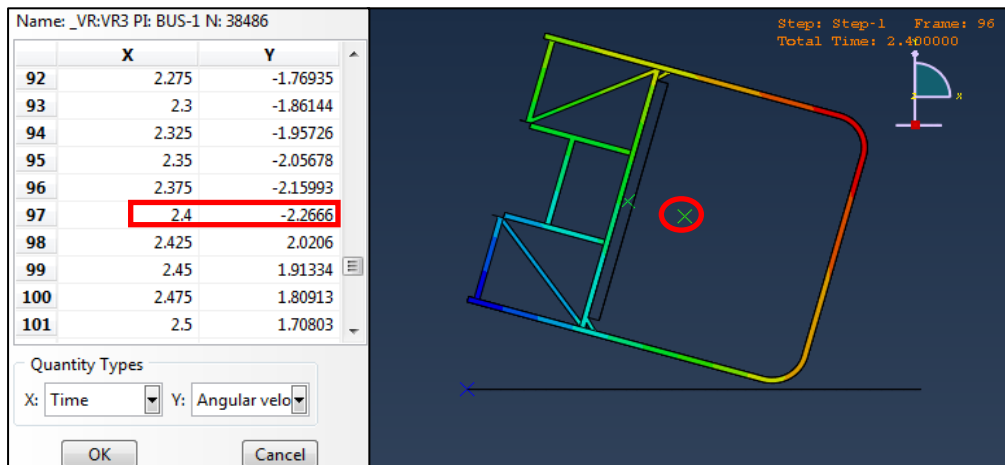 Name: _VR:VR3 PI: BUS-1 N: 38486
X Y
92 2.275 -1.76935
93 2.3 -1.86144
94 2.325 -1.95726
95 2.35 -2.05678
96 2.375 -2.15993
97 2.4 -2.2666
98 2.425 2.0206
99 2.45 1.91334
100 2.475 1.80913
101 2.5 1.70803
Quantity Types
X: Time Y: Angular velo
OK Cancel
Step: Step-1 Frame: 96
Total Time: 2.400000
Y
Z X